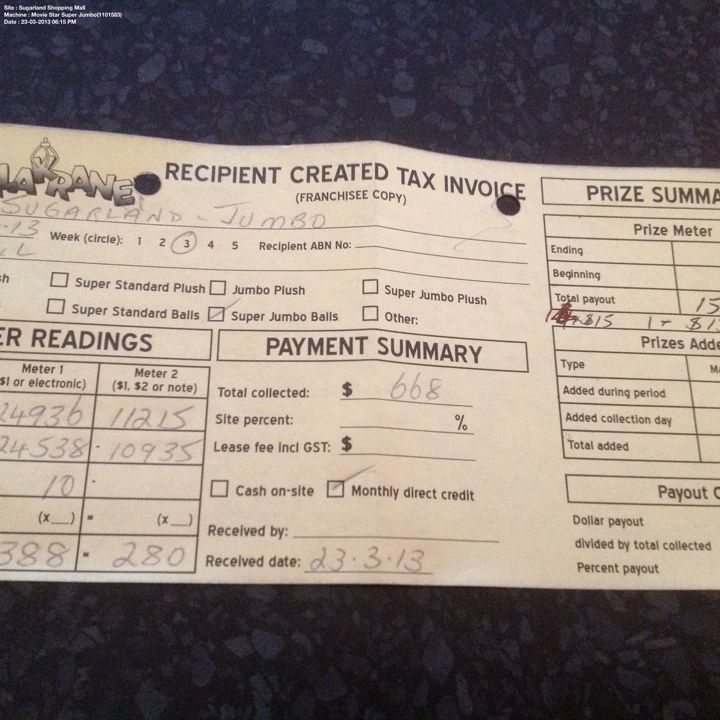 Site : Sugarland Shopping Mall
Machine : Movie Star Super Jumbo(1101583)
Date : 23-03-2013 06:15 PM
RECIPIENT CREATED TAX INVOICE
(FRANCHISEE COPY)
SUGARLAND - JUMBO
.13 Week (circle): 1 2 3 4 5 Recipient ABN No:
Super Standard Plush Jumbo Plush Super Jumbo Plush
Super Standard Balls Super Jumbo Balls Other:
ER READINGS
Meter 1 Meter 2
$1 or electronic) ($1, $2 or note)
24936 11215
24538 10935
10
(x__) = (x__)
388 = 280
PAYMENT SUMMARY
Total collected: $ 668
Site percent: %
Lease fee incl GST: $
Cash on-site Monthly direct credit
Received by:
Received date: 23.3.13
PRIZE SUMMA
Prize Meter
Ending
Beginning
Total payout 15
$15 1 - $1
Prizes Adde
Type M
Added during period
Added collection day
Total added
Payout C
Dollar payout
divided by total collected
Percent payout